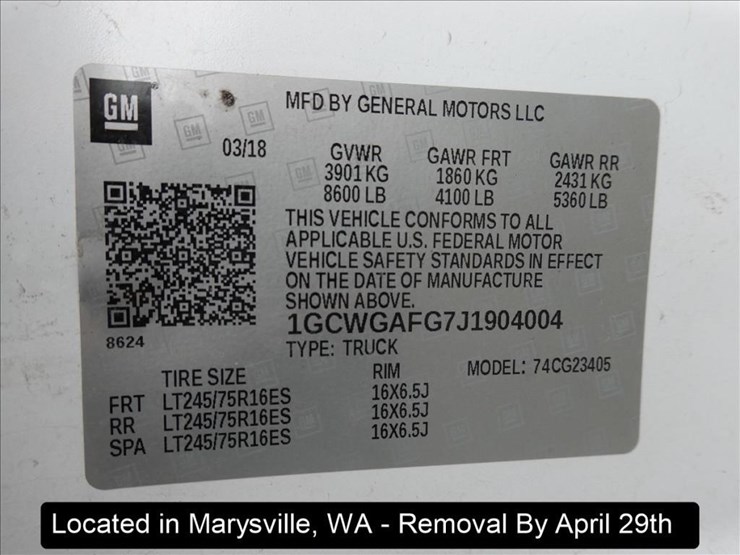 GM
MFD BY GENERAL MOTORS LLC
03/18
GVWR GAWR FRT GAWR RR
3901 KG 1860 KG 2431 KG
8600 LB 4100 LB 5360 LB
THIS VEHICLE CONFORMS TO ALL
APPLICABLE U.S. FEDERAL MOTOR
VEHICLE SAFETY STANDARDS IN EFFECT
ON THE DATE OF MANUFACTURE
SHOWN ABOVE.
8624
1GCWGAFG7J1904004
TYPE: TRUCK
MODEL: 74CG23405
TIRE SIZE RIM
FRT LT245/75R16ES 16X6.5J
RR LT245/75R16ES 16X6.5J
SPA LT245/75R16ES 16X6.5J
Located in Marysville, WA - Removal By April 29th